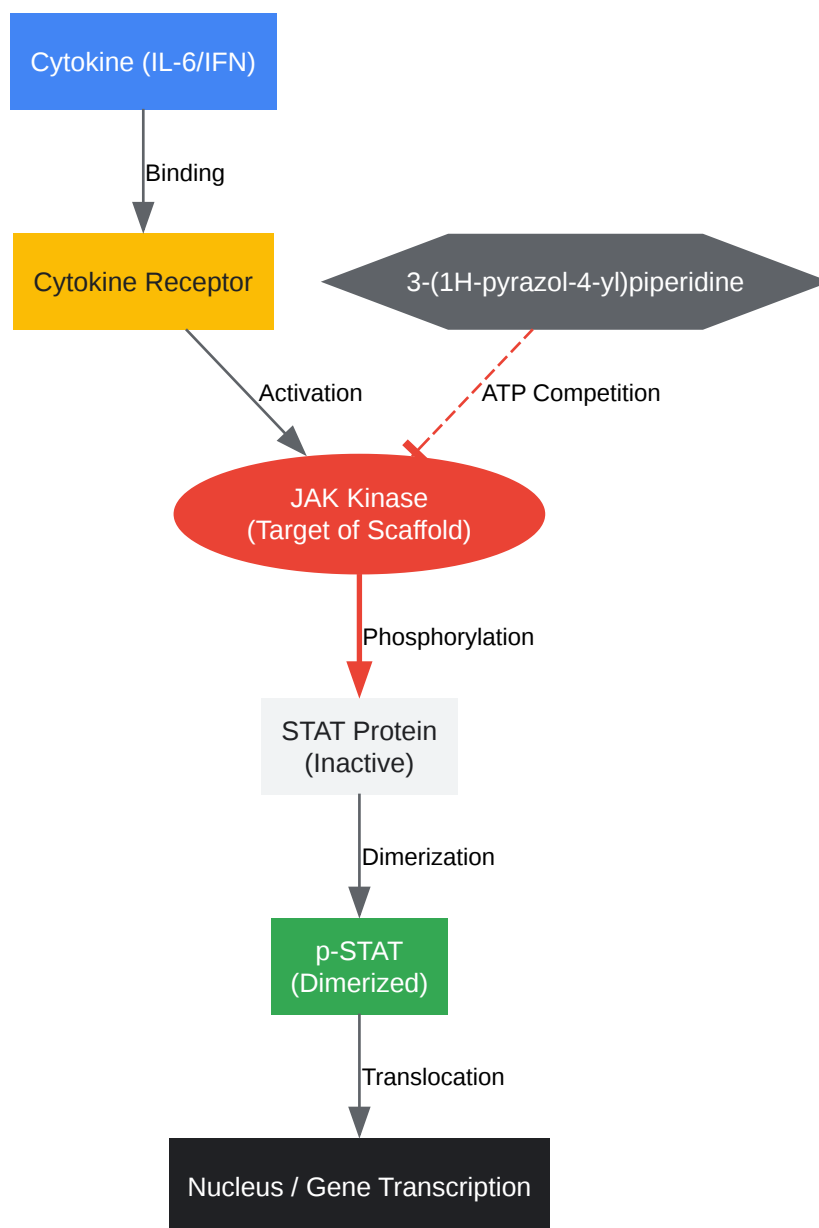 Cytokine (IL-6/IFN)
Binding
Cytokine Receptor
3-(1H-pyrazol-4-yl)piperidine
Activation
ATP Competition
JAK Kinase
(Target of Scaffold)
Phosphorylation
STAT Protein
(Inactive)
Dimerization
p-STAT
(Dimerized)
Translocation
Nucleus / Gene Transcription